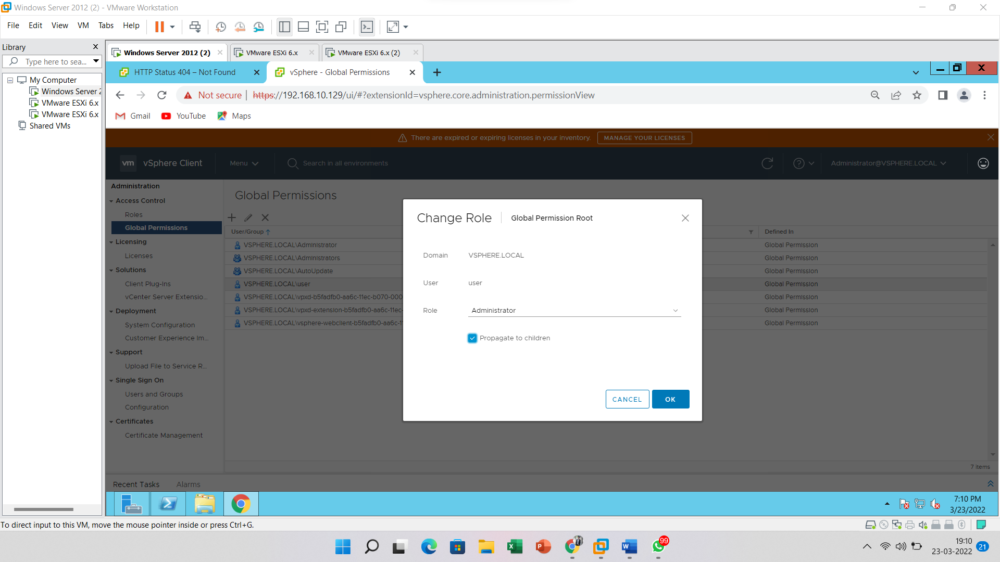 Windows Server 2012 (2) - VMware Workstation
File Edit View VM Tabs Help
Library
Type here to sea...
My Computer
Windows Server 2
VMware ESXi 6.x
VMware ESXi 6.x
Shared VMs
Windows Server 2012 (2) VMware ESXi 6.x VMware ESXi 6.x (2)
HTTP Status 404 – Not Found vSphere - Global Permissions
Not secure https://192.168.10.129/ui/#?extensionId=vsphere.core.administration.permissionView
Gmail YouTube Maps
There are expired or expiring licenses in your inventory. MANAGE YOUR LICENSES
vm vSphere Client Menu Search in all environments Administrator@VSPHERE.LOCAL
Administration
Access Control
Roles
Global Permissions
Licensing
Licenses
Solutions
Client Plug-Ins
vCenter Server Extensio...
Deployment
System Configuration
Customer Experience Im...
Support
Upload File to Service R...
Single Sign On
Users and Groups
Configuration
Certificates
Certificate Management
Global Permissions
User/Group Defined In
VSPHERE.LOCAL\Administrator Global Permission
VSPHERE.LOCAL\Administrators Global Permission
VSPHERE.LOCAL\AutoUpdate Global Permission
VSPHERE.LOCAL\user Global Permission
VSPHERE.LOCAL\vpxd-b5fadfb0-aa6c-11ec-b070-000 Global Permission
VSPHERE.LOCAL\vpxd-extension-b5fadfb0-aa6c-11ec- Global Permission
VSPHERE.LOCAL\vsphere-webclient-b5fadfb0-aa6c-1 Global Permission
7 items
Change Role Global Permission Root
Domain VSPHERE.LOCAL
User user
Role Administrator
Propagate to children
CANCEL OK
Recent Tasks Alarms
7:10 PM
3/23/2022
To direct input to this VM, move the mouse pointer inside or press Ctrl+G.
99
19:10
23-03-2022 21